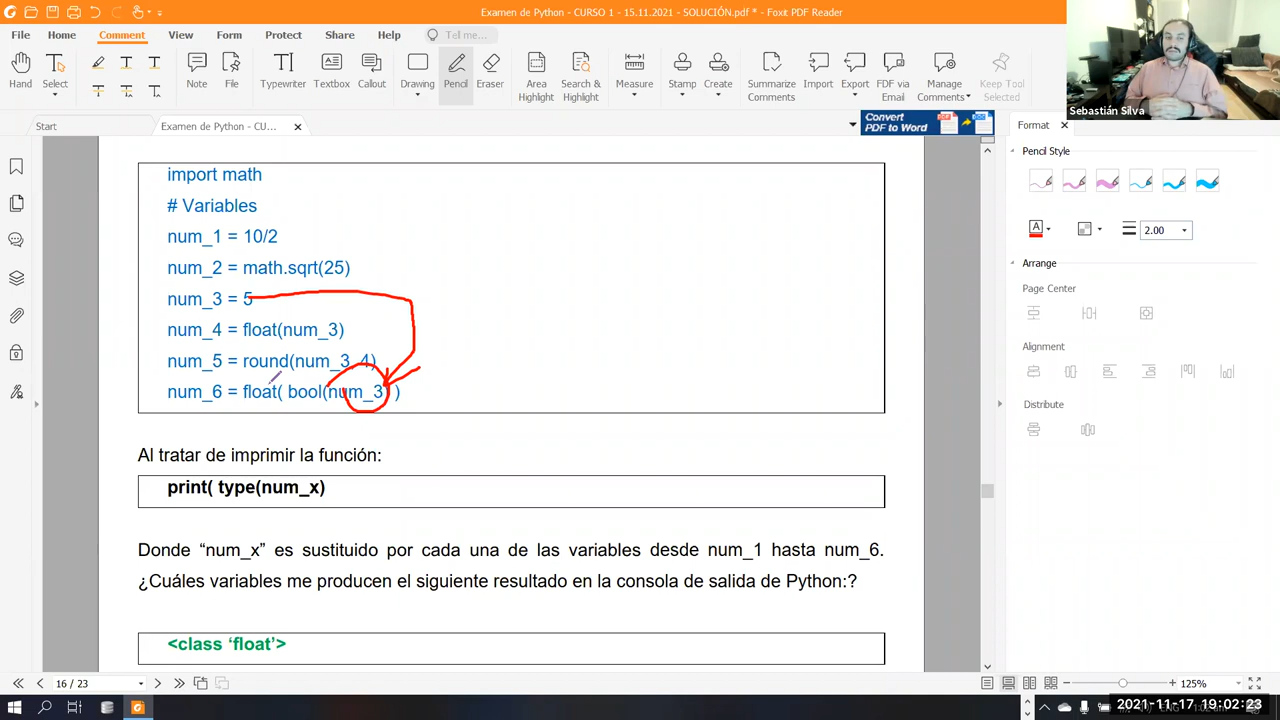 Examen de Python - CURSO 1 - 15.11.2021 - SOLUCIÓN.pdf * - Foxit PDF Reader
File Home Comment View Form Protect Share Help Tell me...
Hand Select Note File Typewriter Textbox Callout Drawing Pencil Eraser Area Highlight Search & Highlight Measure Stamp Create Summarize Comments Import Export FDF via Email Manage Comments Keep Tool Selected
Sebastián Silva
Start Examen de Python - CU...
Convert PDF to Word
Format
Pencil Style
2.00
Arrange
Page Center
Alignment
Distribute
import math
# Variables
num_1 = 10/2
num_2 = math.sqrt(25)
num_3 = 5
num_4 = float(num_3)
num_5 = round(num_3, 4)
num_6 = float( bool(num_3) )
Al tratar de imprimir la función:
print( type(num_x)
Donde “num_x” es sustituido por cada una de las variables desde num_1 hasta num_6.
¿Cuáles variables me producen el siguiente resultado en la consola de salida de Python:?
<class ‘float’>
16 / 23
125%
2021-11-17 19:02:23